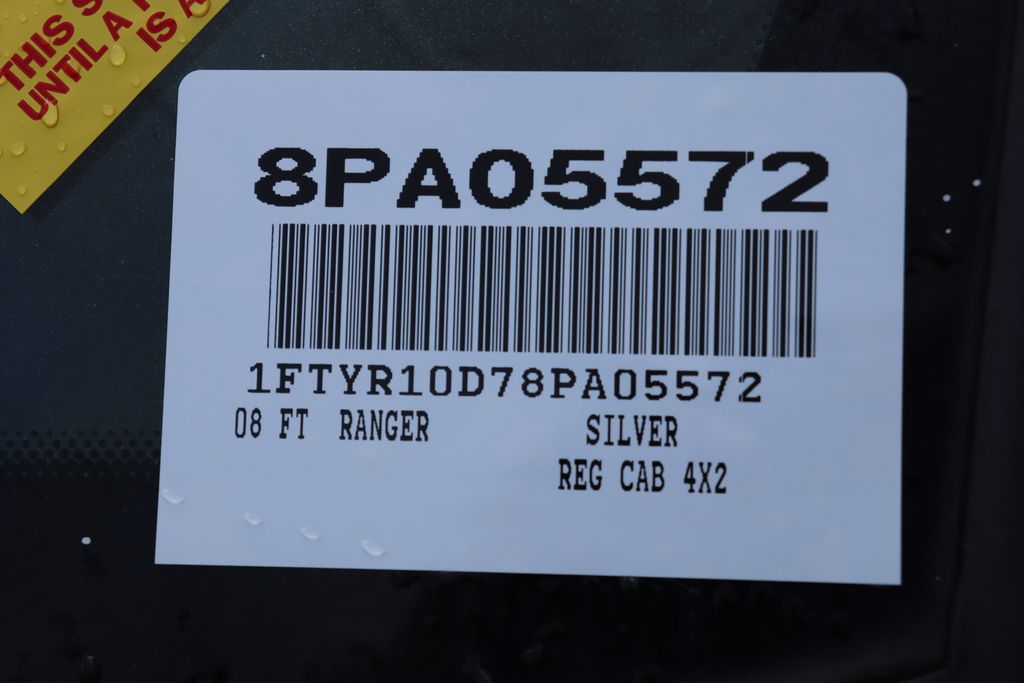 THIS
UNTIL A
IS A
8PA05572
1FTYR10D78PA05572
08 FT RANGER SILVER
REG CAB 4X2